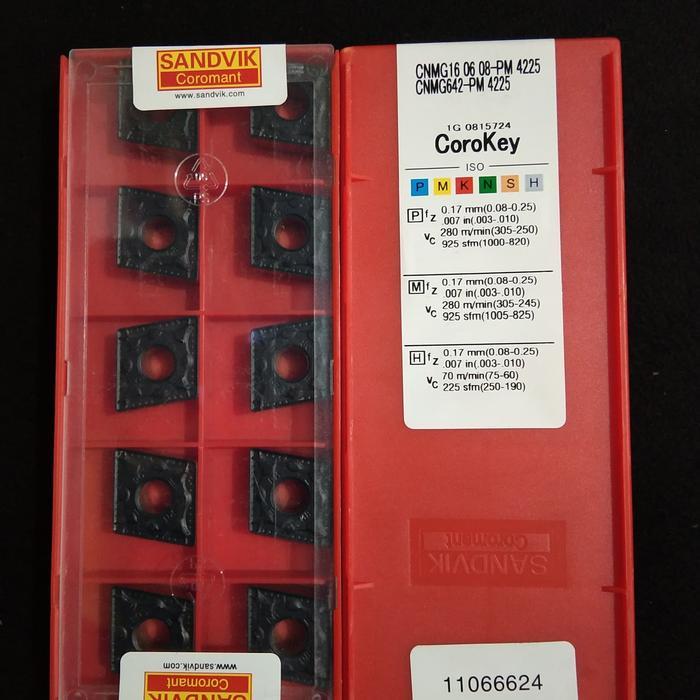 SANDVIK
Coromant
www.sandvik.com
CNMG16 06 08-PM 4225
CNMG642-PM 4225
1G 0815724
CoroKey
ISO
P M K N S H
P fz 0.17 mm(0.08-0.25)
.007 in(.003-.010)
vc 280 m/min(305-250)
925 sfm(1000-820)
M fz 0.17 mm(0.08-0.25)
.007 in(.003-.010)
vc 280 m/min(305-245)
925 sfm(1005-825)
H fz 0.17 mm(0.08-0.25)
.007 in(.003-.010)
vc 70 m/min(75-60)
225 sfm(250-190)
SANDVIK
Coromant
www.sandvik.com
Coromant
SANDVIK
11066624